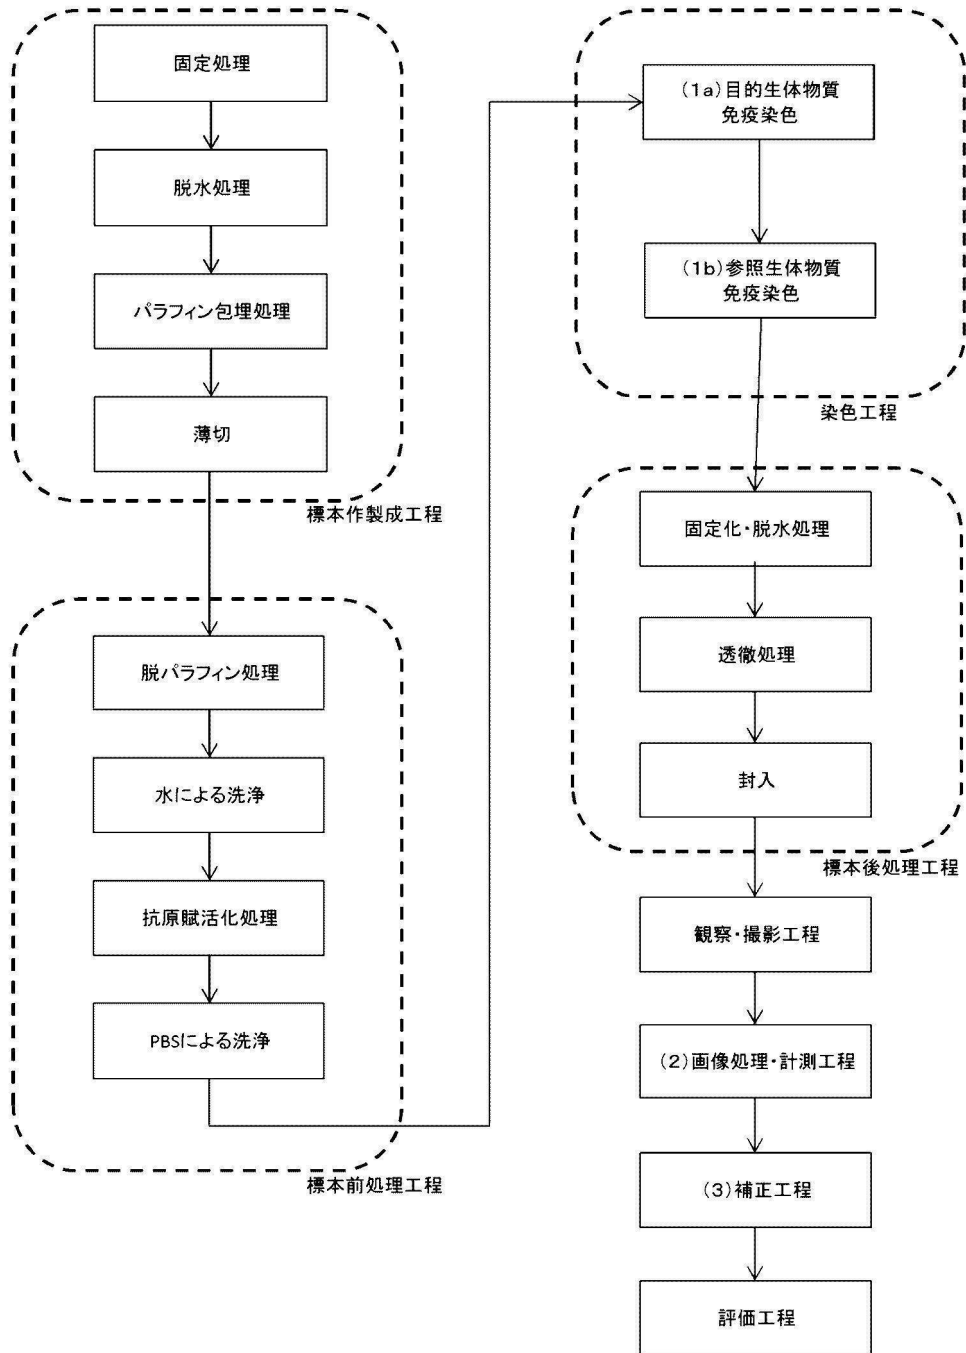 固定処理
脱水処理
パラフィン包埋処理
薄切
標本作製成工程
脱パラフィン処理
水による洗浄
抗原賦活化処理
PBSによる洗浄
標本前処理工程
(1a)目的生体物質
免疫染色
(1b)参照生体物質
免疫染色
染色工程
固定化・脱水処理
透徹処理
封入
標本後処理工程
観察・撮影工程
(2)画像処理・計測工程
(3)補正工程
評価工程